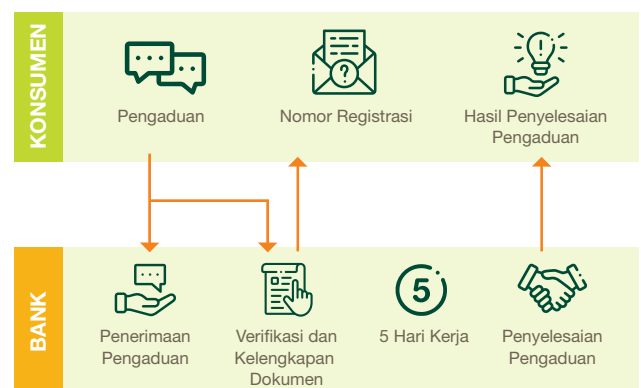 KONSUMEN
Pengaduan
Nomor Registrasi
Hasil Penyelesaian
Pengaduan
BANK
Penerimaan
Pengaduan
Verifikasi dan
Kelengkapan
Dokumen
5
5 Hari Kerja
Penyelesaian
Pengaduan